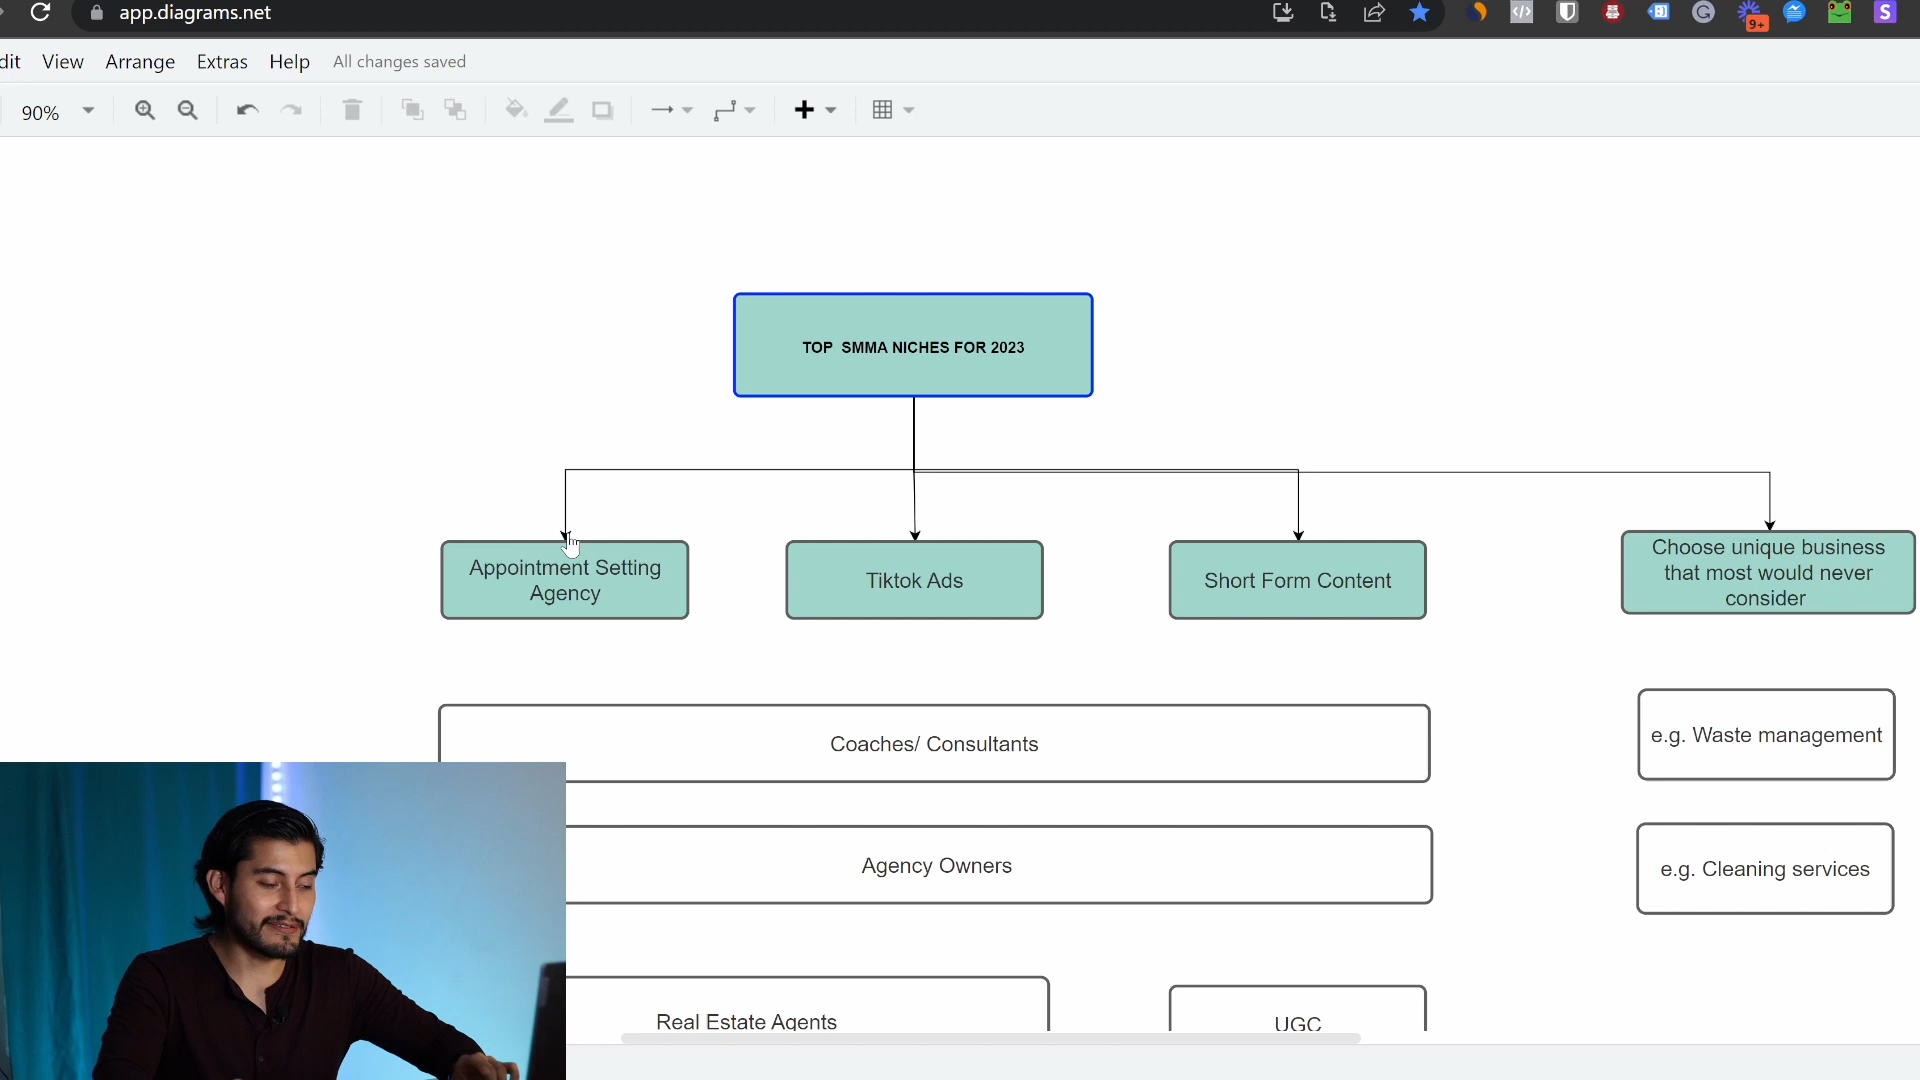 app.diagrams.net
9+
dit View Arrange Extras Help All changes saved
90%
TOP SMMA NICHES FOR 2023
Appointment Setting
Agency
Tiktok Ads
Short Form Content
Choose unique business
that most would never
consider
Coaches/ Consultants
e.g. Waste management
Agency Owners
e.g. Cleaning services
Real Estate Agents
UGC